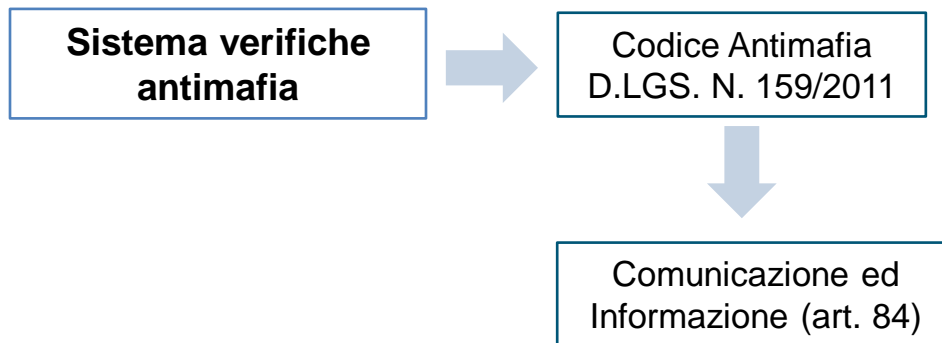 Sistema verifiche
antimafia
Codice Antimafia
D.LGS. N. 159/2011
Comunicazione ed
Informazione (art. 84)